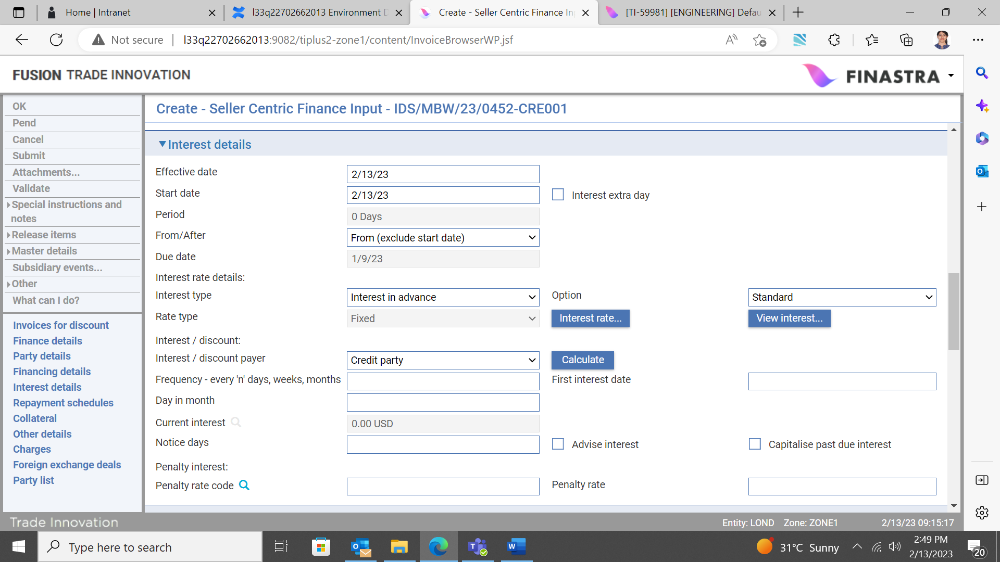 Home | Intranet
l33q22702662013 Environment D
Create - Seller Centric Finance Inp
[TI-59981] [ENGINEERING] Defau
Not secure
l33q22702662013:9082/tiplus2-zone1/content/InvoiceBrowserWP.jsf
FUSION TRADE INNOVATION
FINASTRA
OK
Pend
Cancel
Submit
Attachments...
Validate
Special instructions and
notes
Release items
Master details
Subsidiary events...
Other
What can I do?
Invoices for discount
Finance details
Party details
Financing details
Interest details
Repayment schedules
Collateral
Other details
Charges
Foreign exchange deals
Party list
Create - Seller Centric Finance Input - IDS/MBW/23/0452-CRE001
Interest details
Effective date 2/13/23
Start date 2/13/23 Interest extra day
Period 0 Days
From/After From (exclude start date)
Due date 1/9/23
Interest rate details:
Interest type Interest in advance Option Standard
Rate type Fixed Interest rate... View interest...
Interest / discount:
Interest / discount payer Credit party Calculate
Frequency - every 'n' days, weeks, months First interest date
Day in month
Current interest 0.00 USD
Notice days Advise interest Capitalise past due interest
Penalty interest:
Penalty rate code Penalty rate
Trade Innovation
Entity: LOND Zone: ZONE1 2/13/23 09:15:17
Type here to search
31°C Sunny
2:49 PM
2/13/2023
20